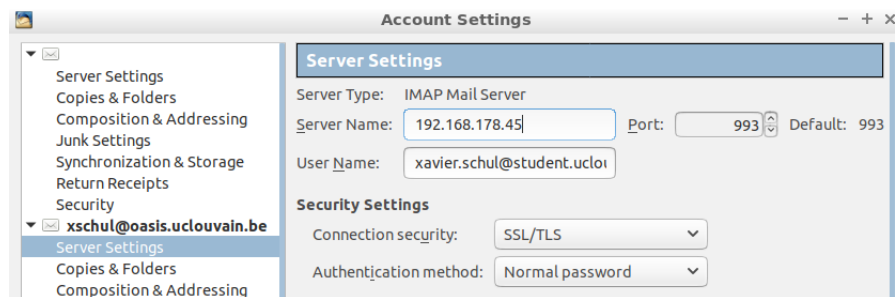 Account Settings
Server Settings
Copies & Folders
Composition & Addressing
Junk Settings
Synchronization & Storage
Return Receipts
Security
xschul@oasis.uclouvain.be
Server Settings
Copies & Folders
Composition & Addressing
Server Settings
Server Type: IMAP Mail Server
Server Name: 192.168.178.45 Port: 993 Default: 993
User Name: xavier.schul@student.uclou
Security Settings
Connection security: SSL/TLS
Authentication method: Normal password